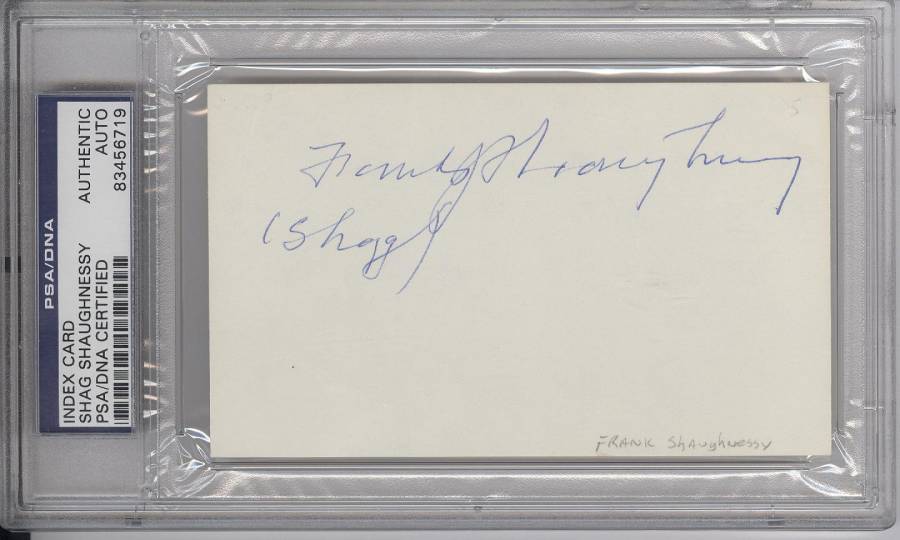 PSA/DNA
INDEX CARD
SHAG SHAUGHNESSY
PSA/DNA CERTIFIED
AUTHENTIC
AUTO
83456719
Frank J Shaughnessy
(Shag)
FRANK ShAUghNESSY